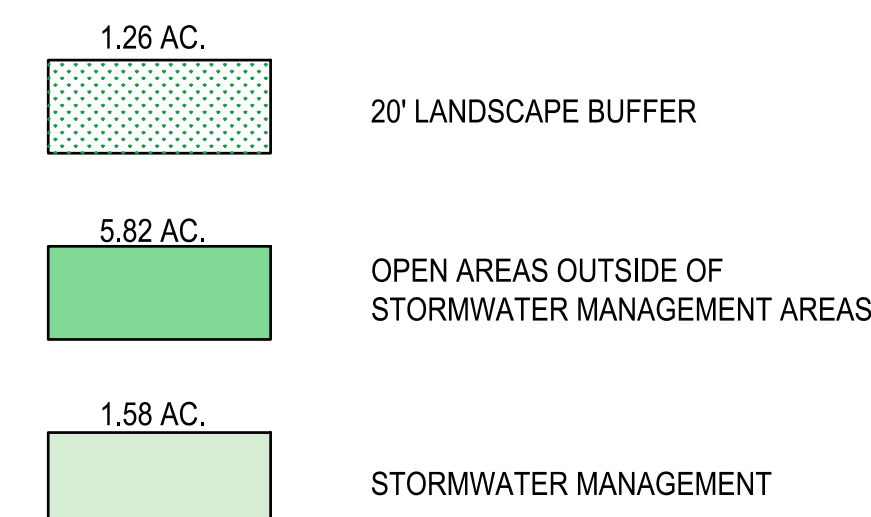 1.26 AC.
20' LANDSCAPE BUFFER
5.82 AC.
OPEN AREAS OUTSIDE OF
STORMWATER MANAGEMENT AREAS
1.58 AC.
STORMWATER MANAGEMENT